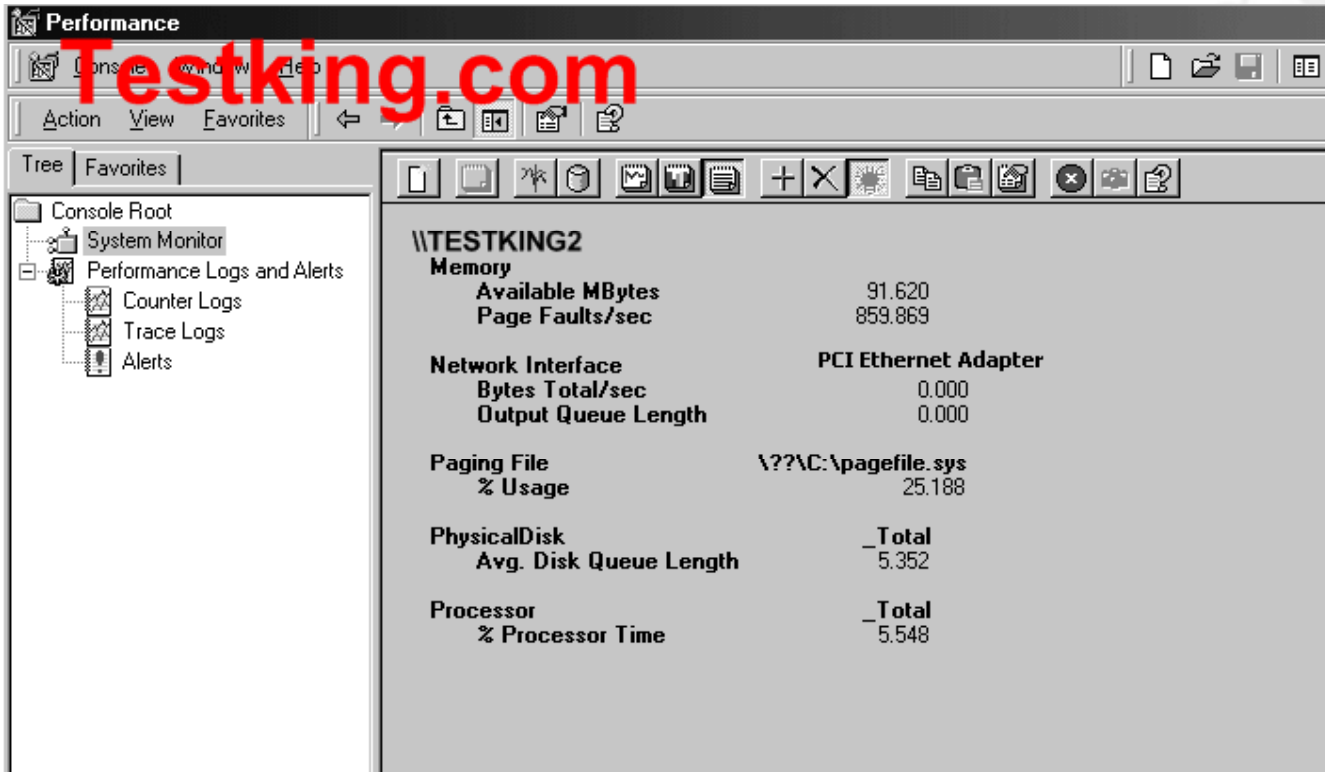 Performance
Console Window Help
Testking.com
Action View Favorites
Tree Favorites
Console Root
System Monitor
Performance Logs and Alerts
Counter Logs
Trace Logs
Alerts
\\TESTKING2
Memory
Available MBytes 91.620
Page Faults/sec 859.869
Network Interface PCI Ethernet Adapter
Bytes Total/sec 0.000
Output Queue Length 0.000
Paging File \??\C:\pagefile.sys
% Usage 25.188
PhysicalDisk _Total
Avg. Disk Queue Length 5.352
Processor _Total
% Processor Time 5.548